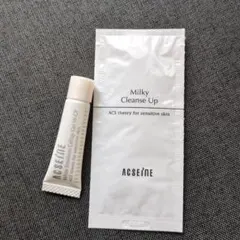 Milky
Cleanse Up
ACS theory for sensitive skin
ACSEINE
ACSEINE